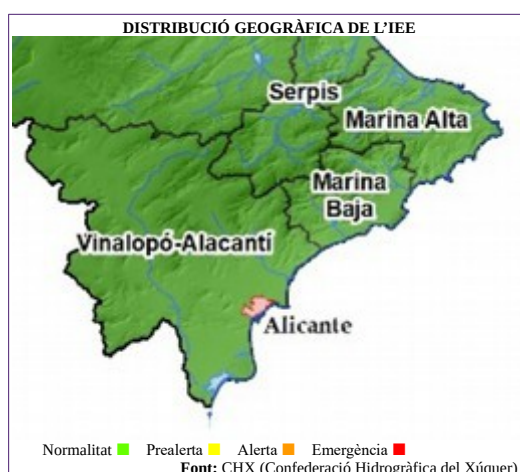 DISTRIBUCIÓ GEOGRÀFICA DE L'IEE
Serpis
Marina Alta
Marina
Baja
Vinalopó-Alacantí
Alicante
Normalitat Prealerta Alerta Emergència
Font: CHX (Confederació Hidrogràfica del Xúquer)